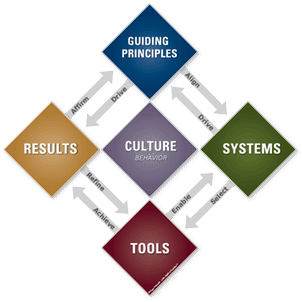 GUIDING
PRINCIPLES
Affirm
Drive
Align
Drive
RESULTS
CULTURE
BEHAVIOR
SYSTEMS
Refine
Achieve
Enable
Select
TOOLS